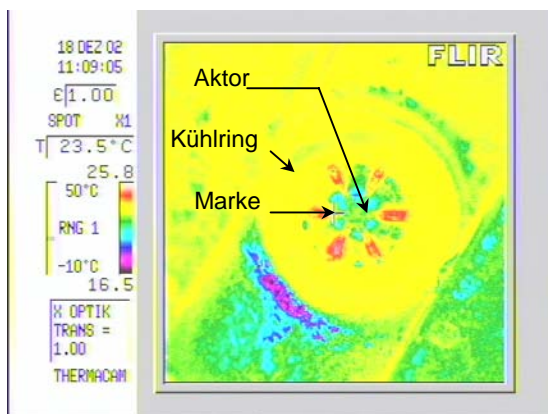 18 DEZ 02
11:09:05
ε 1.00
SPOT X1
T 23.5°C
25.8
50°C
RNG 1
-10°C
16.5
X OPTIK
TRANS =
1.00
THERMACAM
FLIR
Aktor
Kühlring
Marke